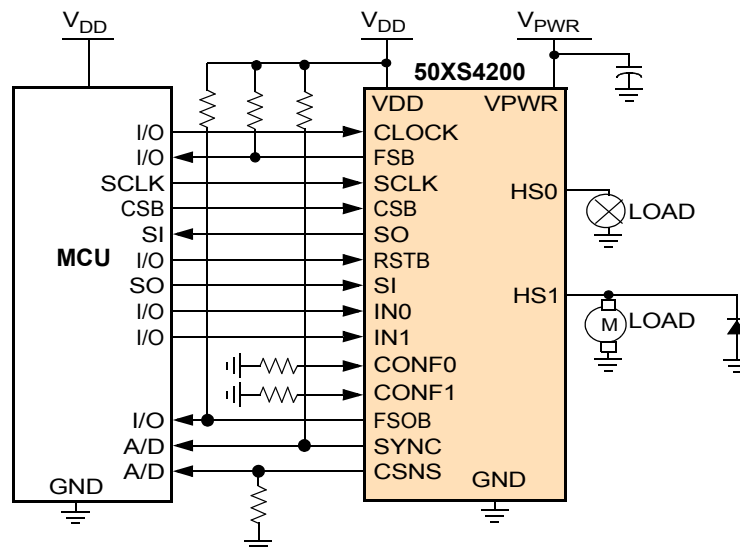 VDD
VDD
VPWR
50XS4200
VDD
VPWR
I/O
CLOCK
I/O
FSB
SCLK
SCLK
HS0
CSB
CSB
LOAD
SI
SO
MCU
I/O
RSTB
SO
SI
HS1
I/O
IN0
M
LOAD
I/O
IN1
CONF0
CONF1
I/O
FSOB
A/D
SYNC
A/D
CSNS
GND
GND